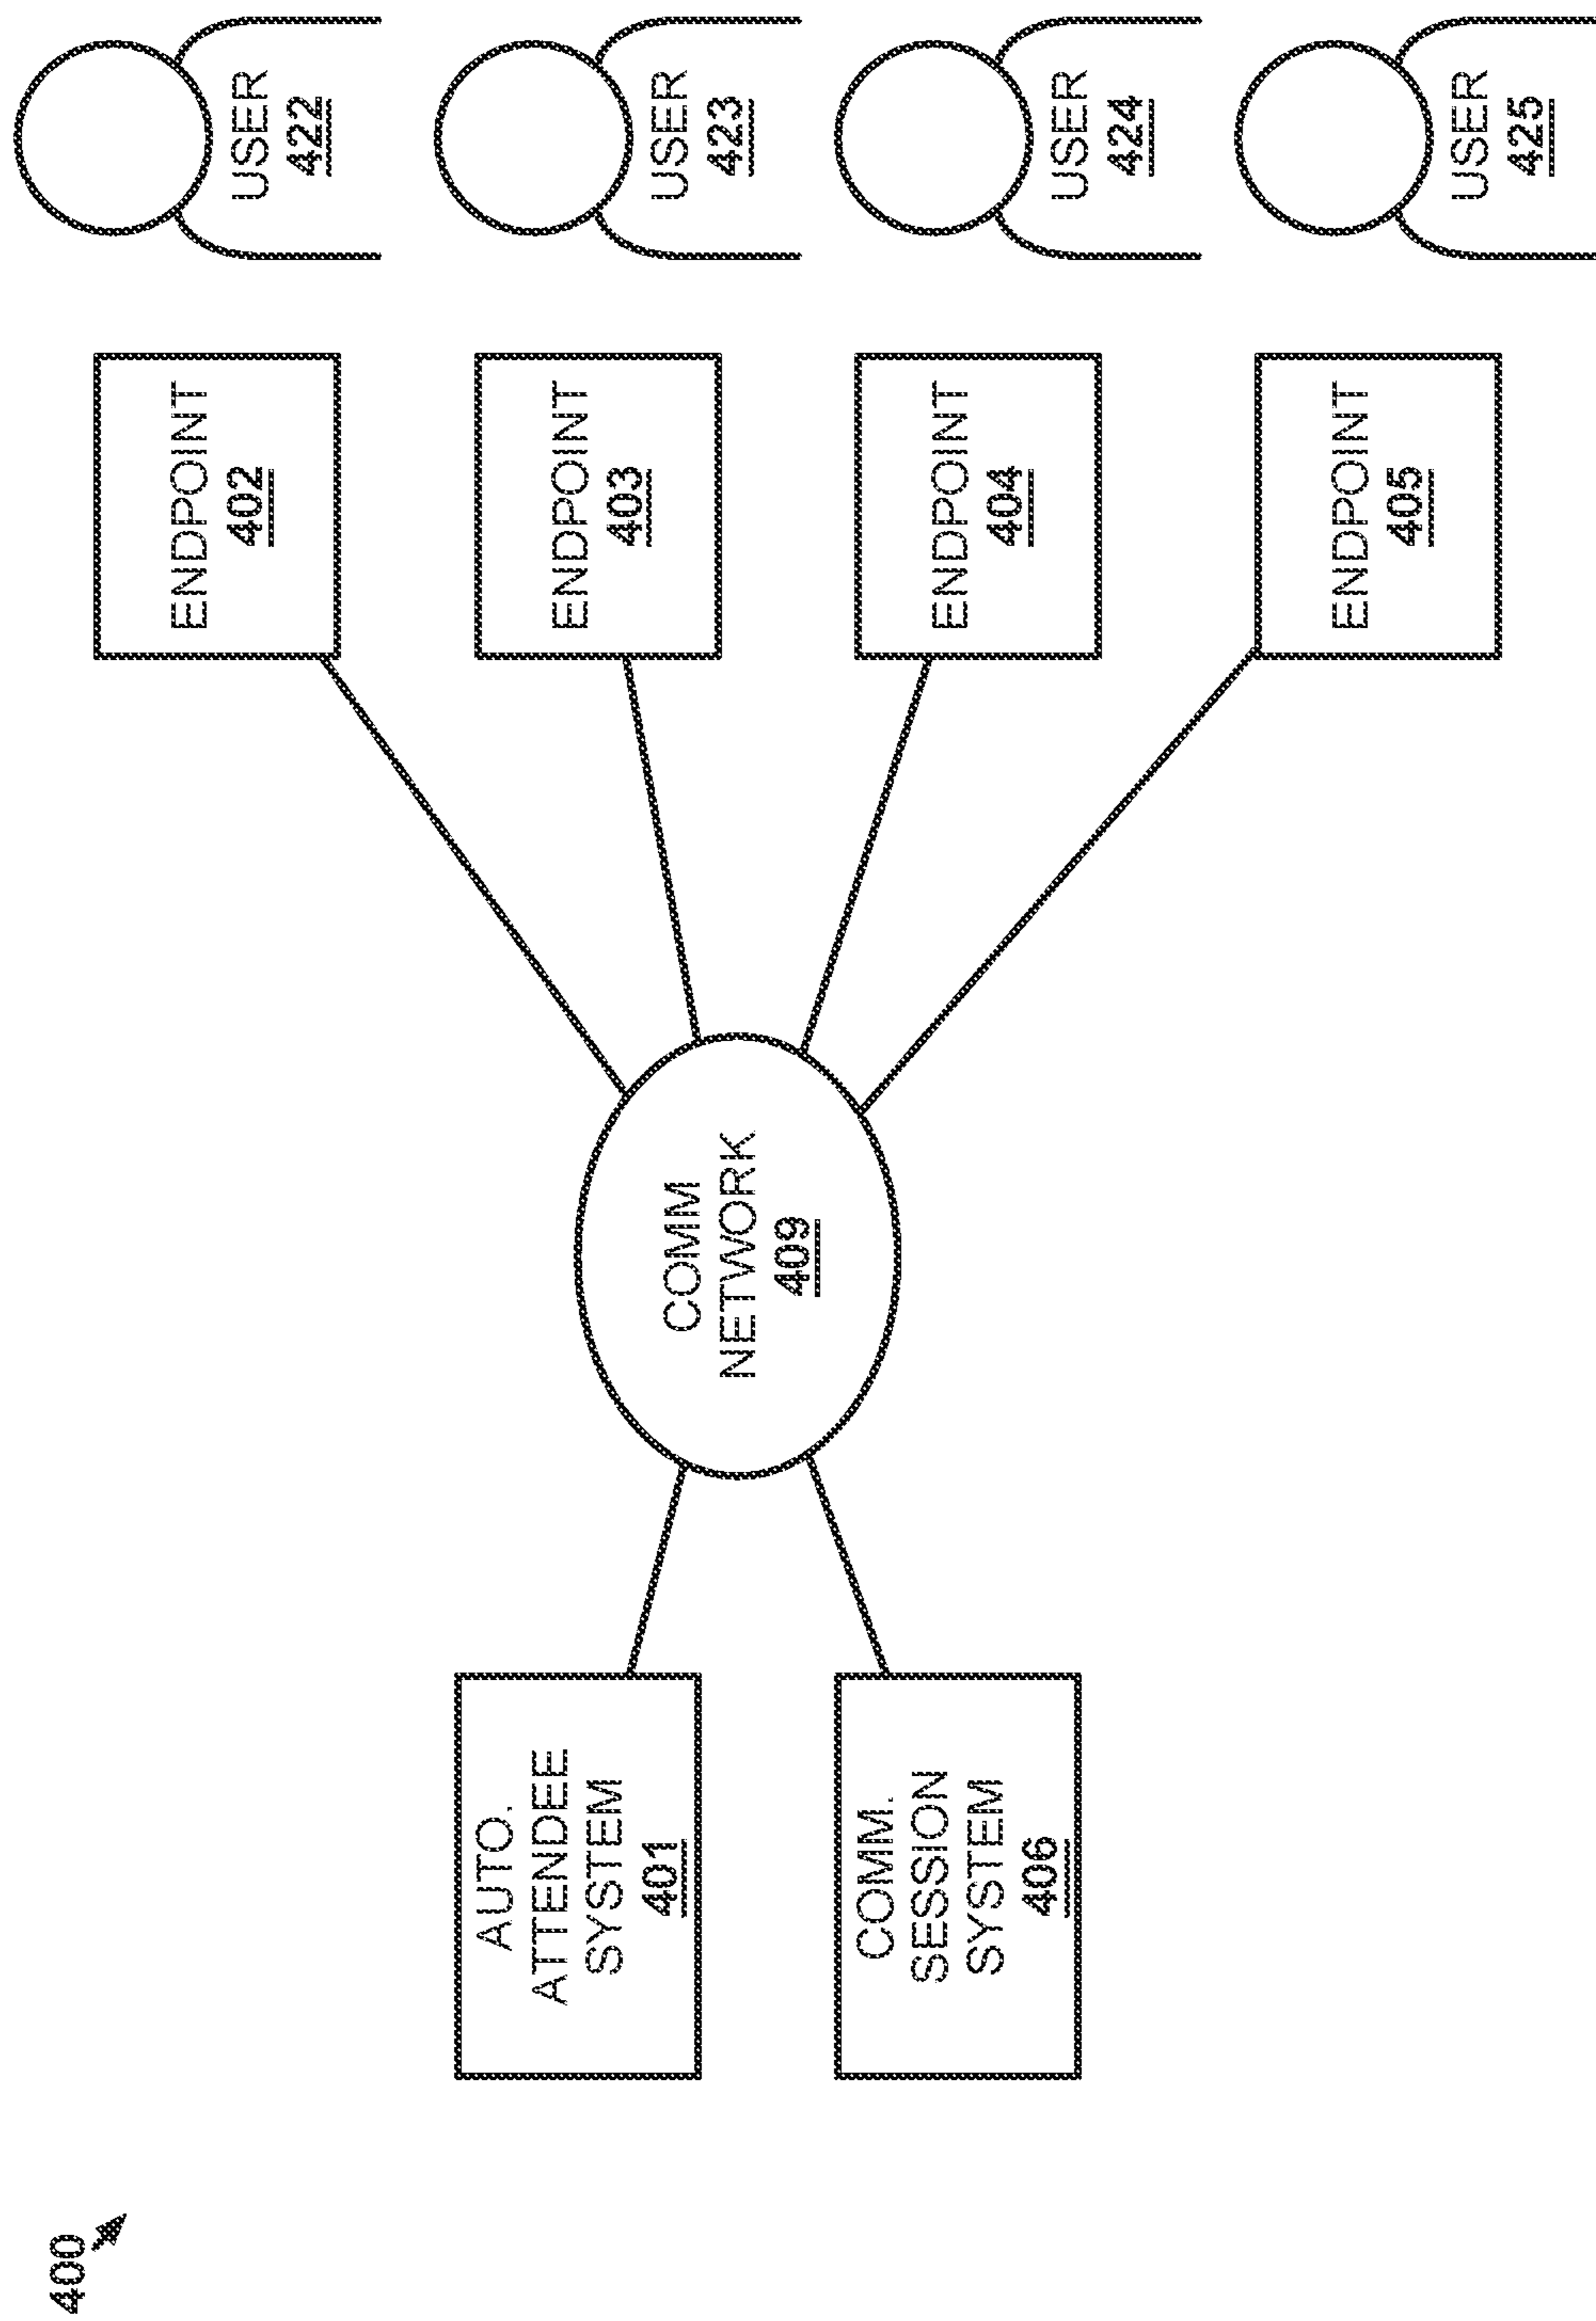 400
AUTO.
ATTENDEE
SYSTEM
401
COMM.
SESSION
SYSTEM
406
COMM
NETWORK
409
ENDPOINT
402
ENDPOINT
403
ENDPOINT
404
ENDPOINT
405
USER
422
USER
423
USER
424
USER
425